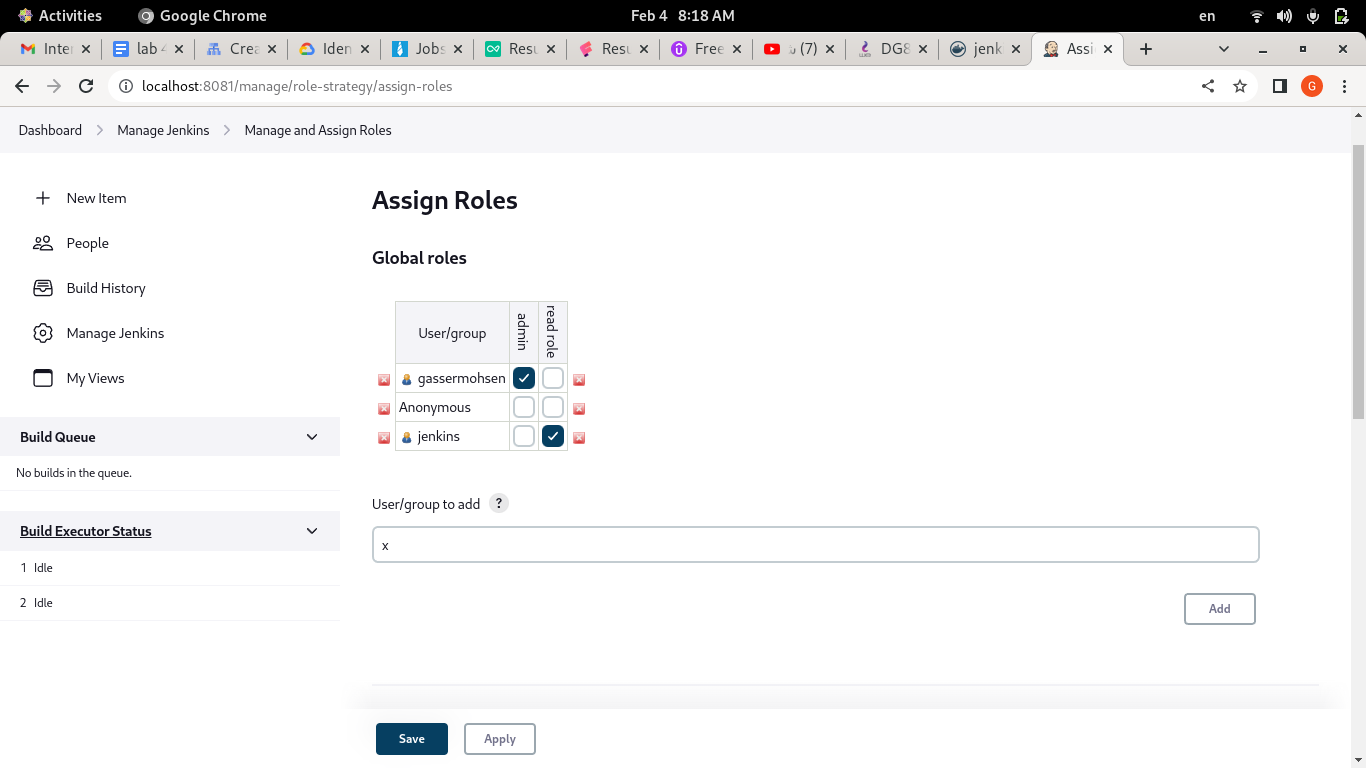 Activities Google Chrome Feb 4 8:18 AM en
Inter lab 4 Crea Iden Jobs Resu Resu Free (7) DG8 jenk Assi
localhost:8081/manage/role-strategy/assign-roles G
Dashboard Manage Jenkins Manage and Assign Roles
New Item
People
Build History
Manage Jenkins
My Views
Build Queue
No builds in the queue.
Build Executor Status
1 Idle
2 Idle
Assign Roles
Global roles
User/group admin read role
gassermohsen
Anonymous
jenkins
User/group to add ?
x
Add
Save Apply